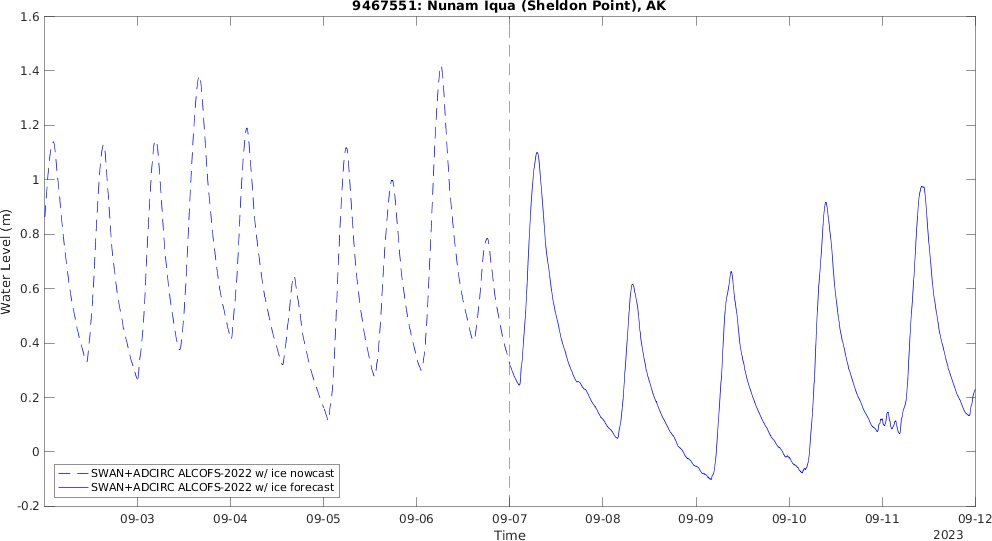 9467551: Nunam Iqua (Sheldon Point), AK
1.6
1.4
1.2
1
0.8
0.6
0.4
0.2
0
-0.2
Water Level (m)
SWAN+ADCIRC ALCOFS-2022 w/ ice nowcast
SWAN+ADCIRC ALCOFS-2022 w/ ice forecast
09-03 09-04 09-05 09-06 09-07 09-08 09-09 09-10 09-11 09-12
Time
2023